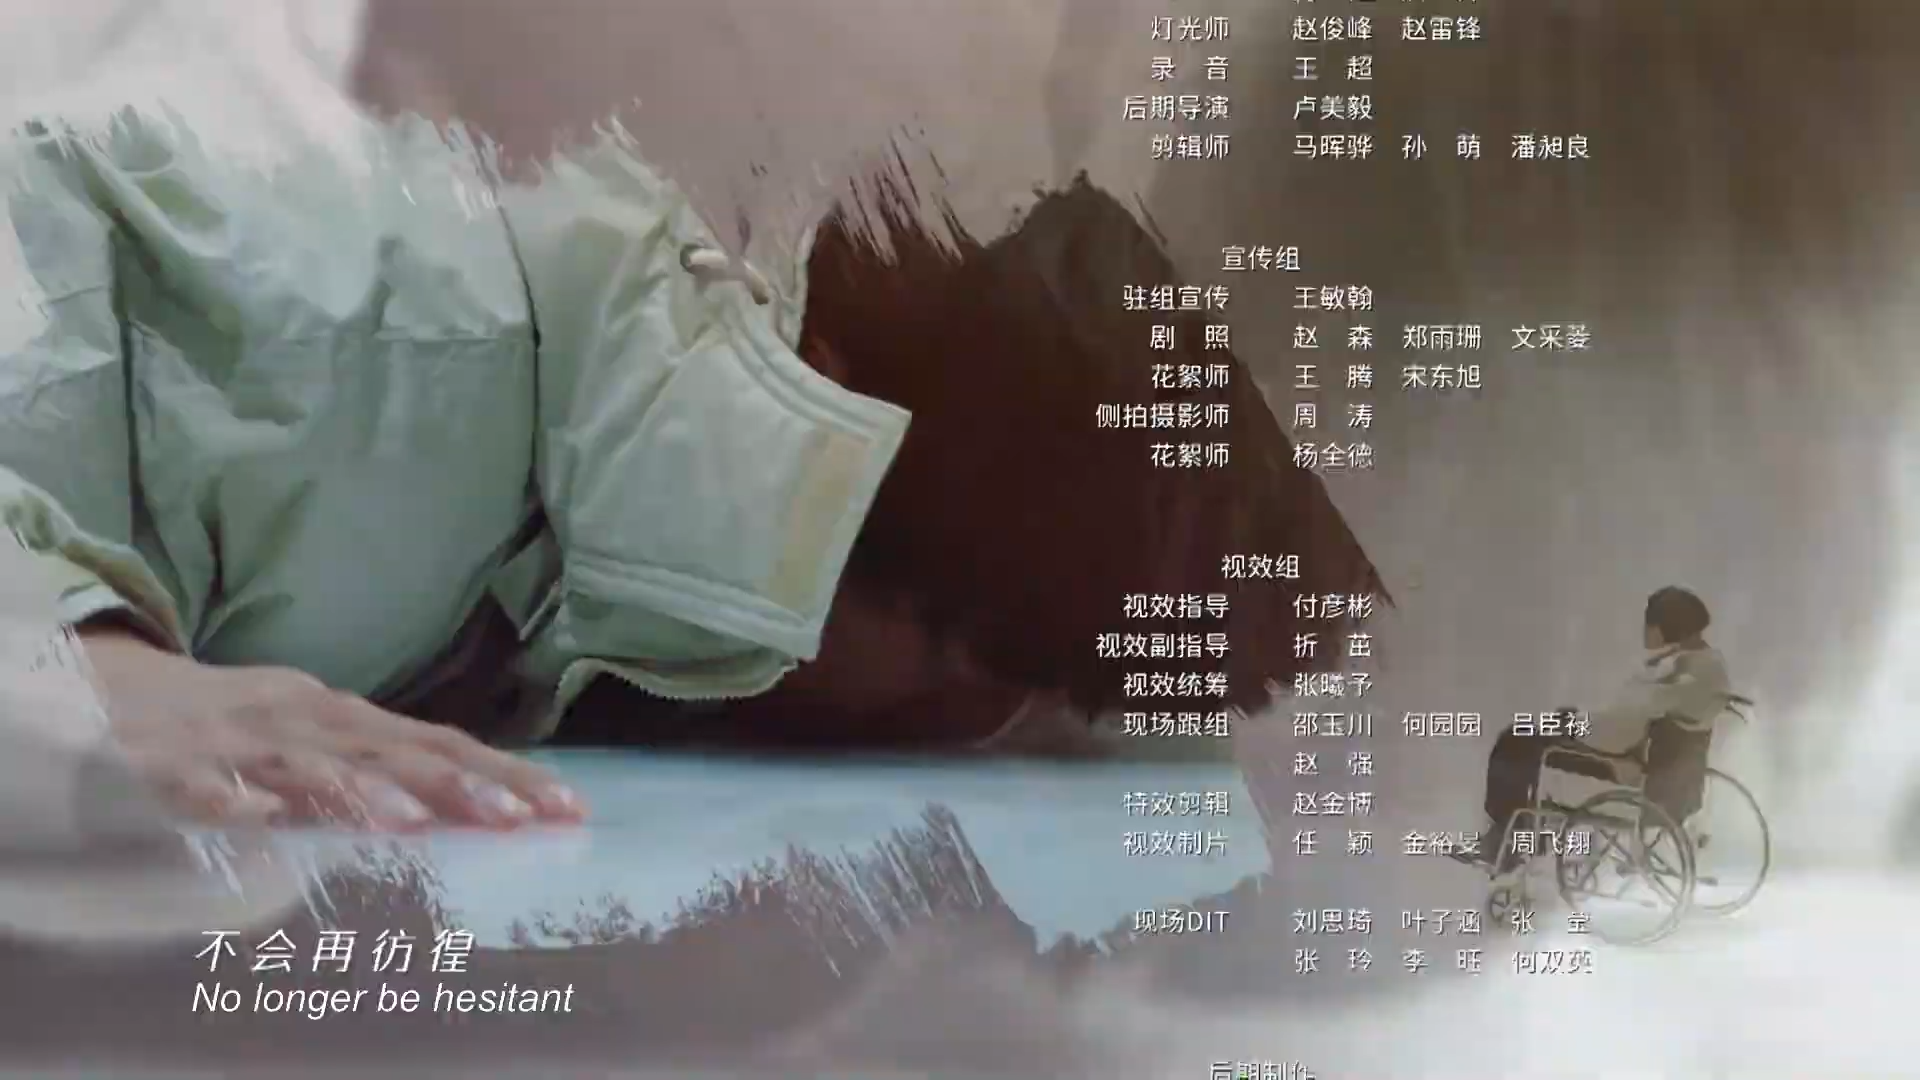 灯光师 赵俊峰 赵雷锋
录 音 王 超
后期导演 卢美毅
剪辑师 马晖骅 孙 萌 潘昶良
宣传组
驻组宣传 王敏翰
剧 照 赵 森 郑雨珊 文采菱
花絮师 王 腾 宋东旭
侧拍摄影师 周 涛
花絮师 杨全德
视效组
视效指导 付彦彬
视效副指导 折 茁
视效统筹 张曦予
现场跟组 邵玉川 何园园 吕臣禄
赵 强
特效剪辑 赵金博
视效制片 任 颖 金裕旻 周飞翔
现场DIT 刘思琦 叶子涵 张 莹
张 玲 李 旺 何双英
不会再彷徨
No longer be hesitant
后期制作